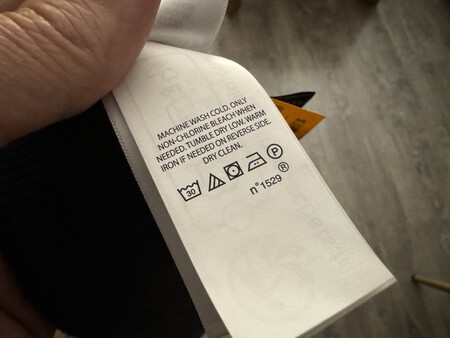 MACHINE WASH COLD. ONLY
NON-CHLORINE BLEACH WHEN
NEEDED. TUMBLE DRY LOW. WARM
IRON IF NEEDED ON REVERSE SIDE.
DRY CLEAN.
30 P
n°1529 ®